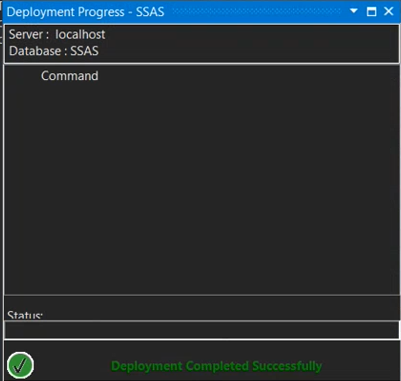 Deployment Progress - SSAS
Server : localhost
Database : SSAS
Command
Status:
Deployment Completed Successfully